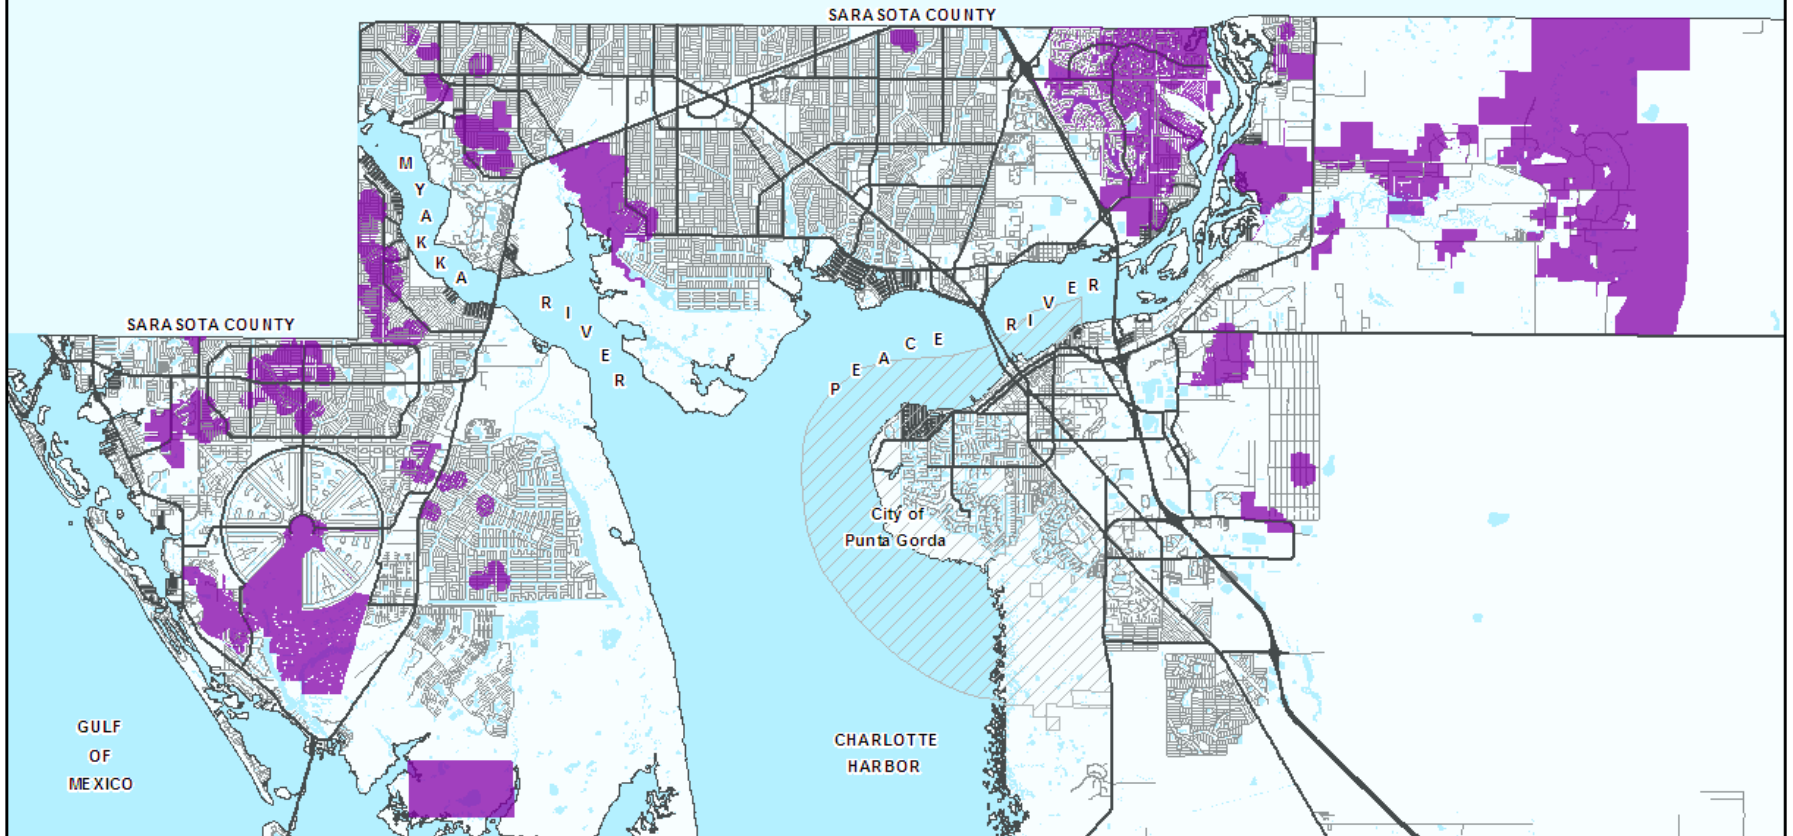 SARASOTA COUNTY
MYAKKA
RIVER
PEACE
RIVER
SARASOTA COUNTY
City of
Punta Gorda
GULF
OF
MEXICO
CHARLOTTE
HARBOR